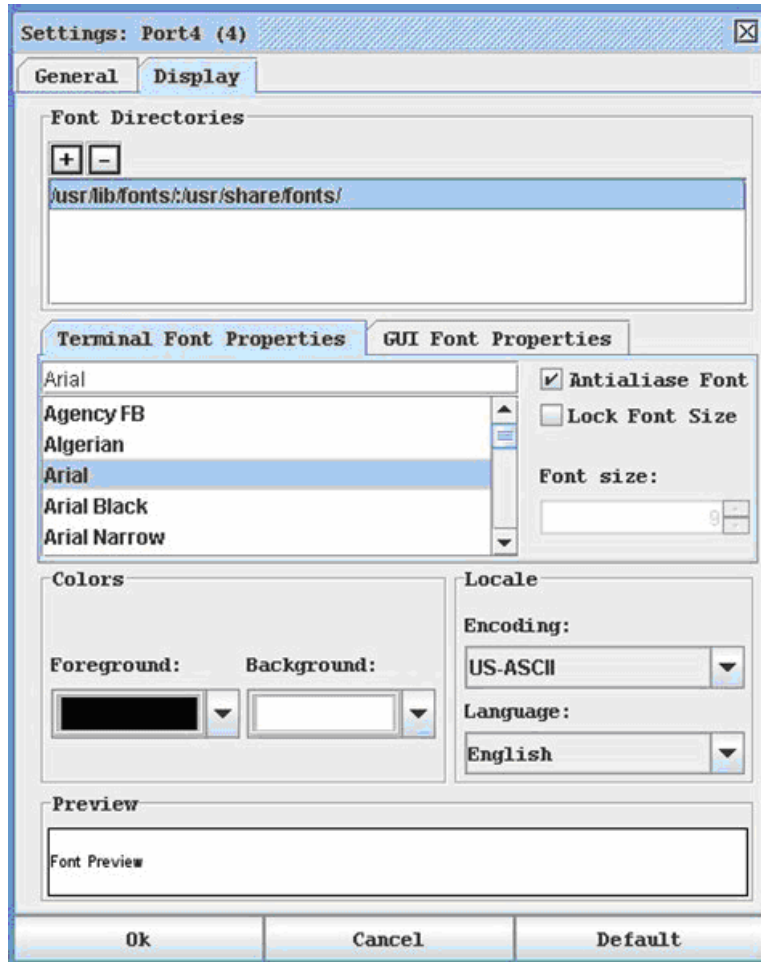 Settings: Port4 (4)
General Display
Font Directories
+ -
/usr/lib/fonts/:/usr/share/fonts/
Terminal Font Properties GUI Font Properties
Arial
Antialiase Font
Agency FB
Lock Font Size
Algerian
Arial
Font size:
Arial Black
9
Arial Narrow
Colors
Locale
Encoding:
Foreground: Background:
US-ASCII
Language:
English
Preview
Font Preview
Ok Cancel Default